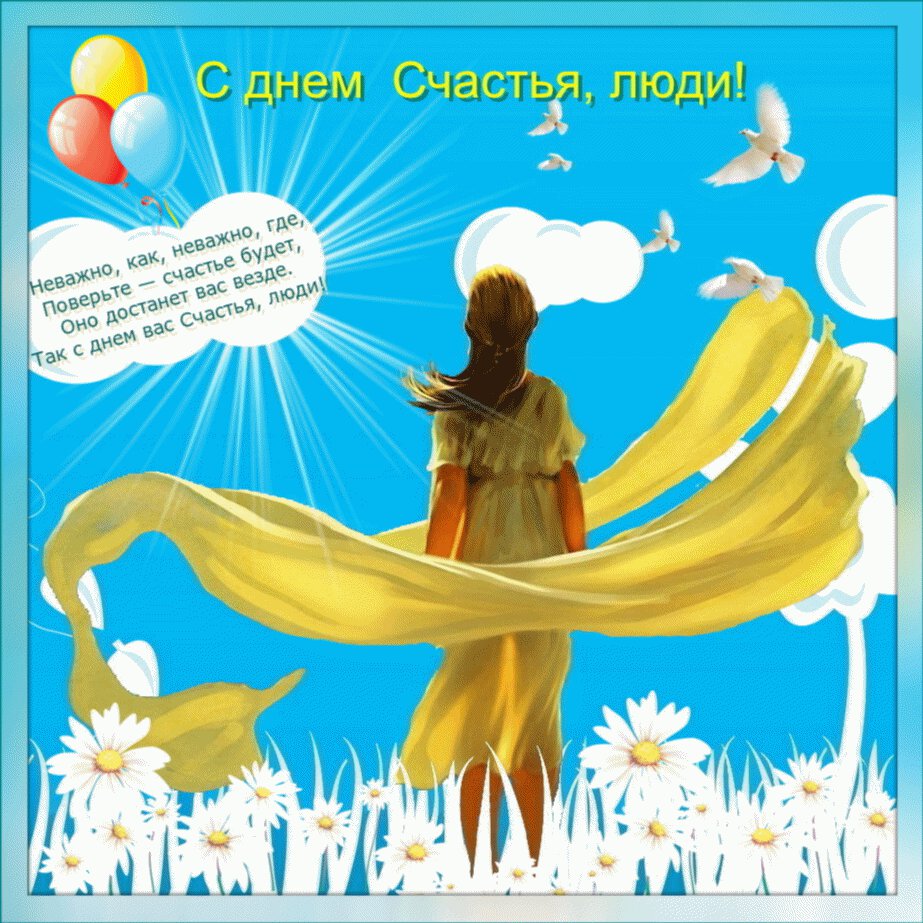 С днем Счастья, люди!
Неважно, как, неважно, где,
Поверьте — счастье будет,
Оно достанет вас везде.
Так с днем вас Счастья, люди!